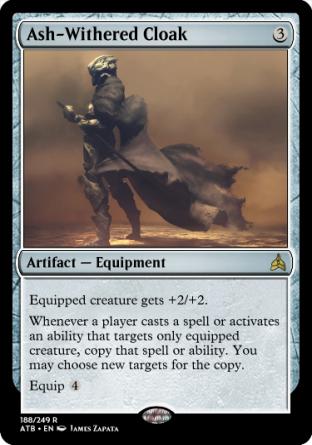 Ash-Withered Cloak 3
Artifact — Equipment
Equipped creature gets +2/+2.
Whenever a player casts a spell or activates
an ability that targets only equipped
creature, copy that spell or ability. You
may choose new targets for the copy.
Equip 4
188/249 R
ATB • EN James Zapata